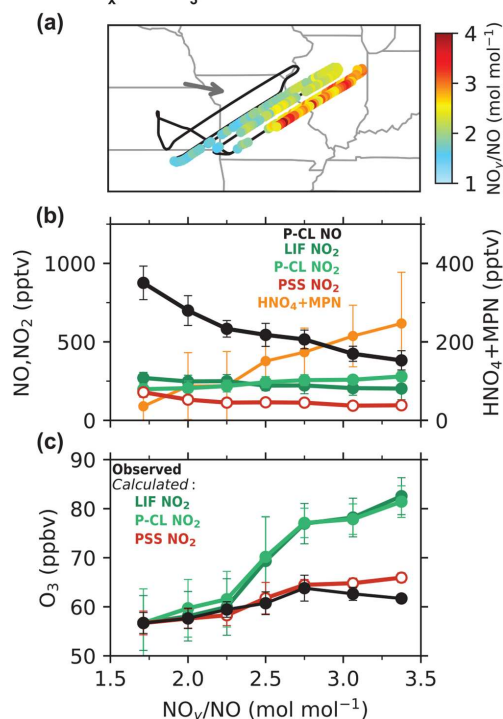 (a)
4
3
2
1
NOᵧ/NO (mol mol⁻¹)
(b)
P-CL NO
LIF NO₂
P-CL NO₂
PSS NO₂
HNO₄+MPN
1000
500
0
NO,NO₂ (pptv)
400
200
0
HNO₄+MPN (pptv)
(c)
Observed
Calculated :
LIF NO₂
P-CL NO₂
PSS NO₂
90
80
70
60
50
O₃ (ppbv)
1.5 2.0 2.5 3.0 3.5
NOᵧ/NO (mol mol⁻¹)